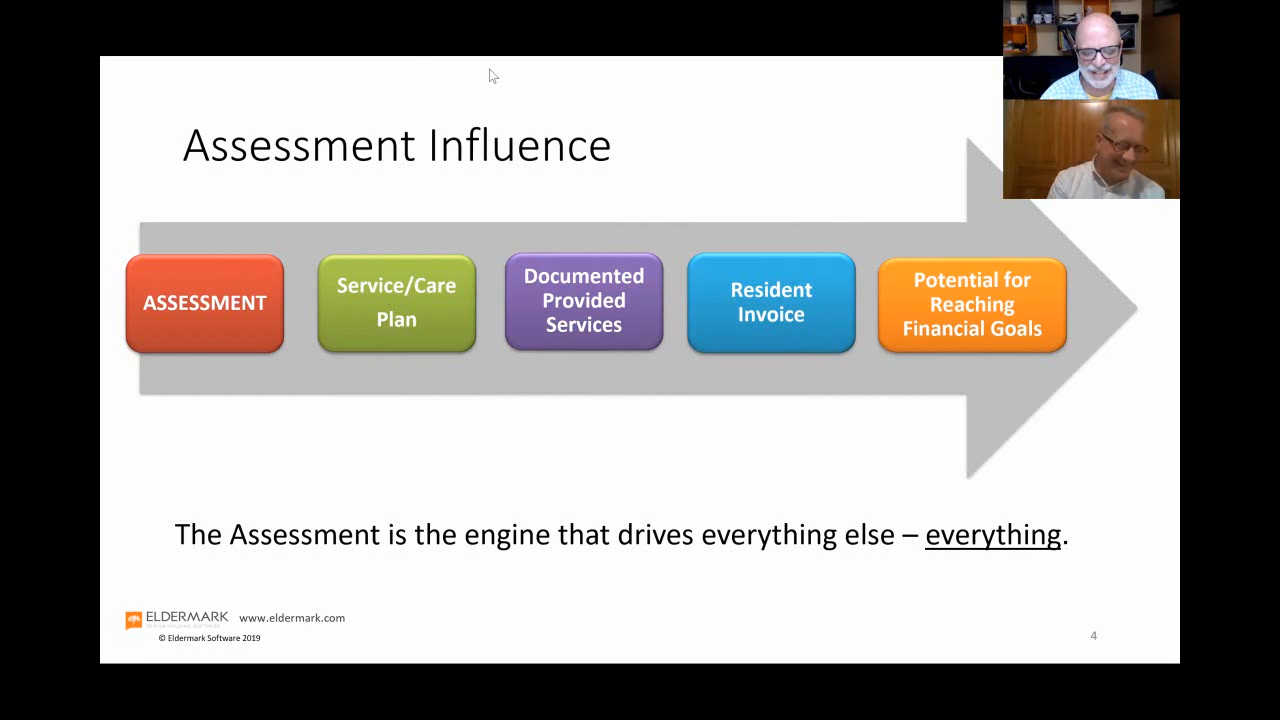 Assessment Influence
ASSESSMENT
Service/Care
Plan
Documented
Provided
Services
Resident
Invoice
Potential for
Reaching
Financial Goals
The Assessment is the engine that drives everything else – everything.
ELDERMARK www.eldermark.com
© Eldermark Software 2019
4